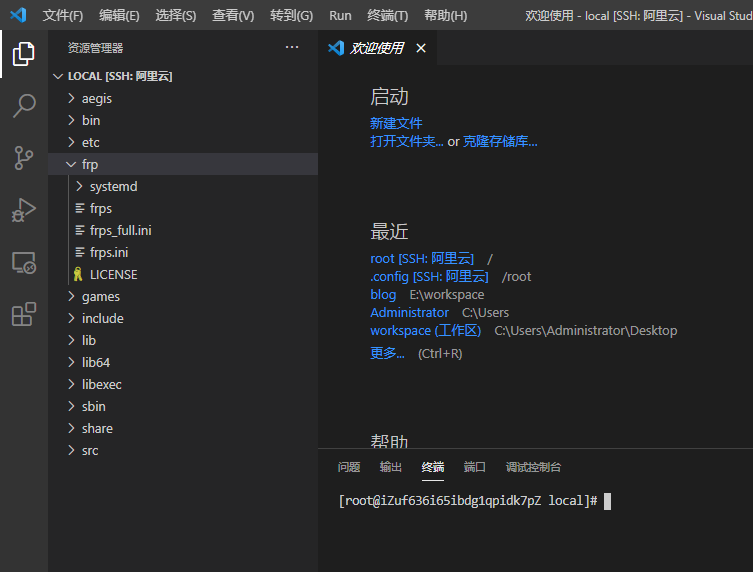 文件(F) 编辑(E) 选择(S) 查看(V) 转到(G) Run 终端(T) 帮助(H) 欢迎使用 - local [SSH: 阿里云] - Visual Stud
资源管理器 ···
LOCAL [SSH: 阿里云]
aegis
bin
etc
frp
systemd
frps
frps_full.ini
frps.ini
LICENSE
games
include
lib
lib64
libexec
sbin
share
src
欢迎使用
启动
新建文件
打开文件夹... or 克隆存储库...
最近
root [SSH: 阿里云] /
.config [SSH: 阿里云] /root
blog E:\workspace
Administrator C:\Users
workspace (工作区) C:\Users\Administrator\Desktop
更多... (Ctrl+R)
帮助
问题 输出 终端 端口 调试控制台
[root@iZuf636i65ibdg1qpidk7pZ local]#